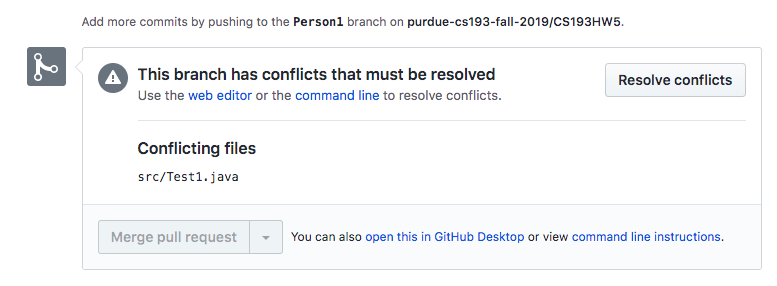 Add more commits by pushing to the Person1 branch on purdue-cs193-fall-2019/CS193HW5.
This branch has conflicts that must be resolved
Resolve conflicts
Use the web editor or the command line to resolve conflicts.
Conflicting files
src/Test1.java
Merge pull request
You can also open this in GitHub Desktop or view command line instructions.